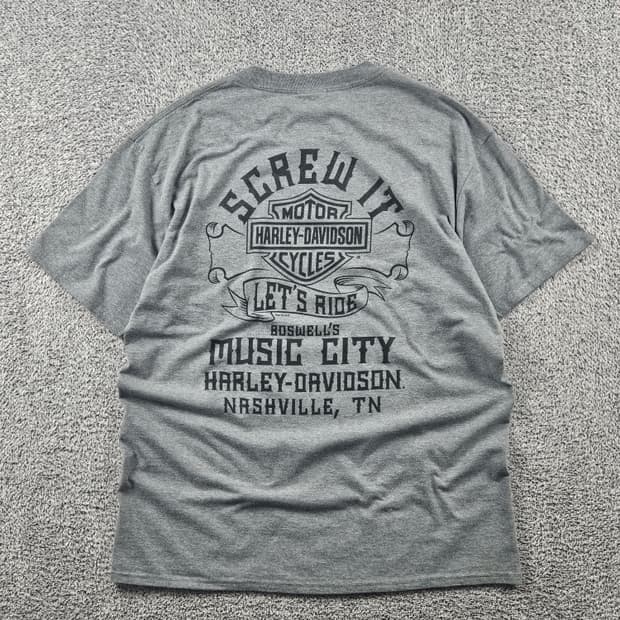 SCREW IT
MOTOR
HARLEY-DAVIDSON
CYCLES
LET'S RIDE
BOSWELL'S
MUSIC CITY
HARLEY-DAVIDSON
NASHVILLE, TN